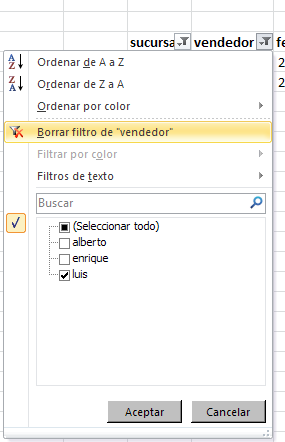 sucursa vendedor fe
Ordenar de A a Z
2
Ordenar de Z a A
2
Ordenar por color
Borrar filtro de "vendedor"
Filtrar por color
Filtros de texto
Buscar
(Seleccionar todo)
alberto
enrique
luis
Aceptar Cancelar